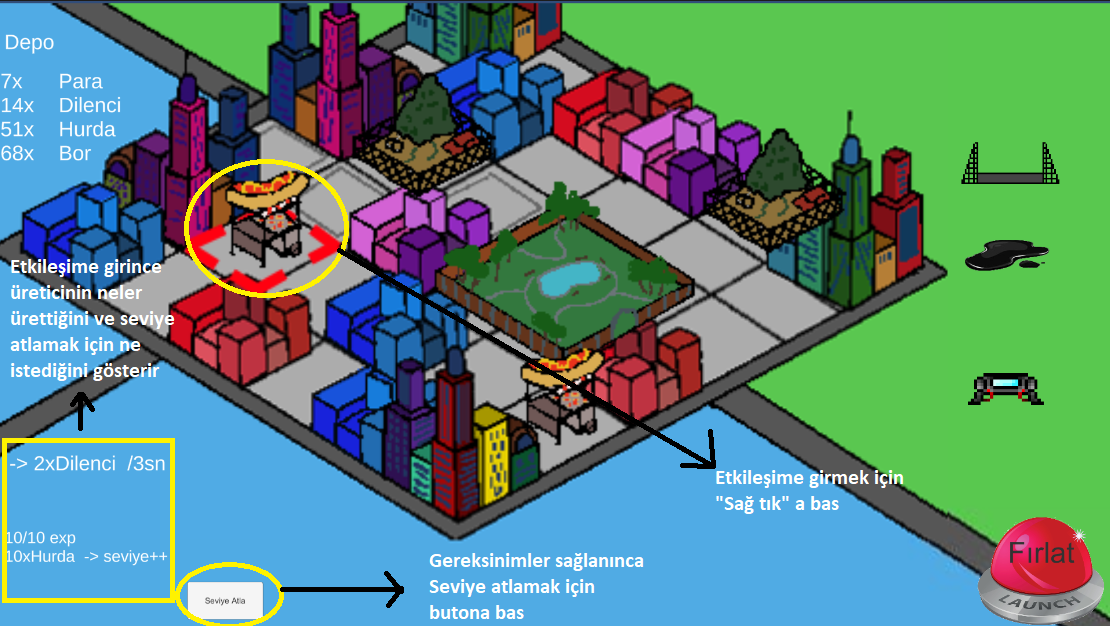 Depo
7x Para
14x Dilenci
51x Hurda
68x Bor
Etkileşime girince
üreticinin neler
ürettiğini ve seviye
atlamak için ne
istediğini gösterir
-> 2xDilenci /3sn
10/10 exp
10xHurda -> seviye++
Seviye Atla
Gereksinimler sağlanınca
Seviye atlamak için
butona bas
Etkileşime girmek için
"Sağ tık" a bas
Fırlat
LAUNCH